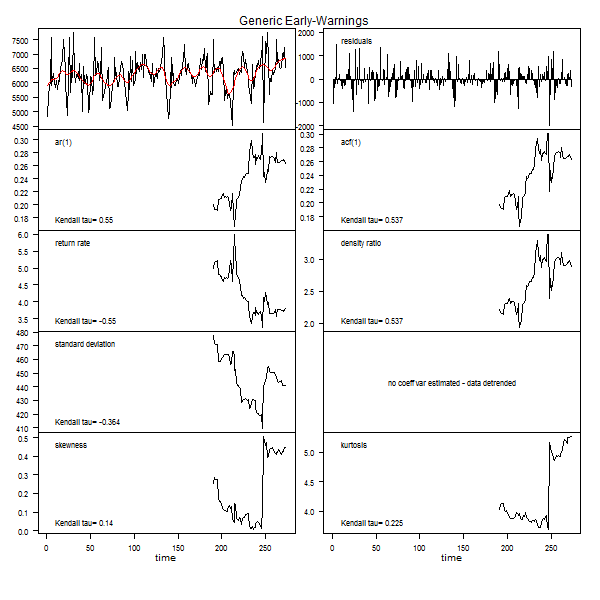 Generic Early-Warnings
7500
7000
6500
6000
5500
5000
4500
residuals
2000
1000
0
-1000
-2000
ar(1)
0.30
0.28
0.26
0.24
0.22
0.20
0.18
Kendall tau= 0.55
acf(1)
0.30
0.28
0.26
0.24
0.22
0.20
0.18
Kendall tau= 0.537
return rate
6.0
5.5
5.0
4.5
4.0
3.5
Kendall tau= -0.55
density ratio
3.0
2.5
2.0
Kendall tau= 0.537
standard deviation
480
470
460
450
440
430
420
410
Kendall tau= -0.364
no coeff var estimated - data detrended
skewness
0.5
0.4
0.3
0.2
0.1
0.0
Kendall tau= 0.14
kurtosis
5.0
4.5
4.0
Kendall tau= 0.225
0 50 100 150 200 250
time
0 50 100 150 200 250
time